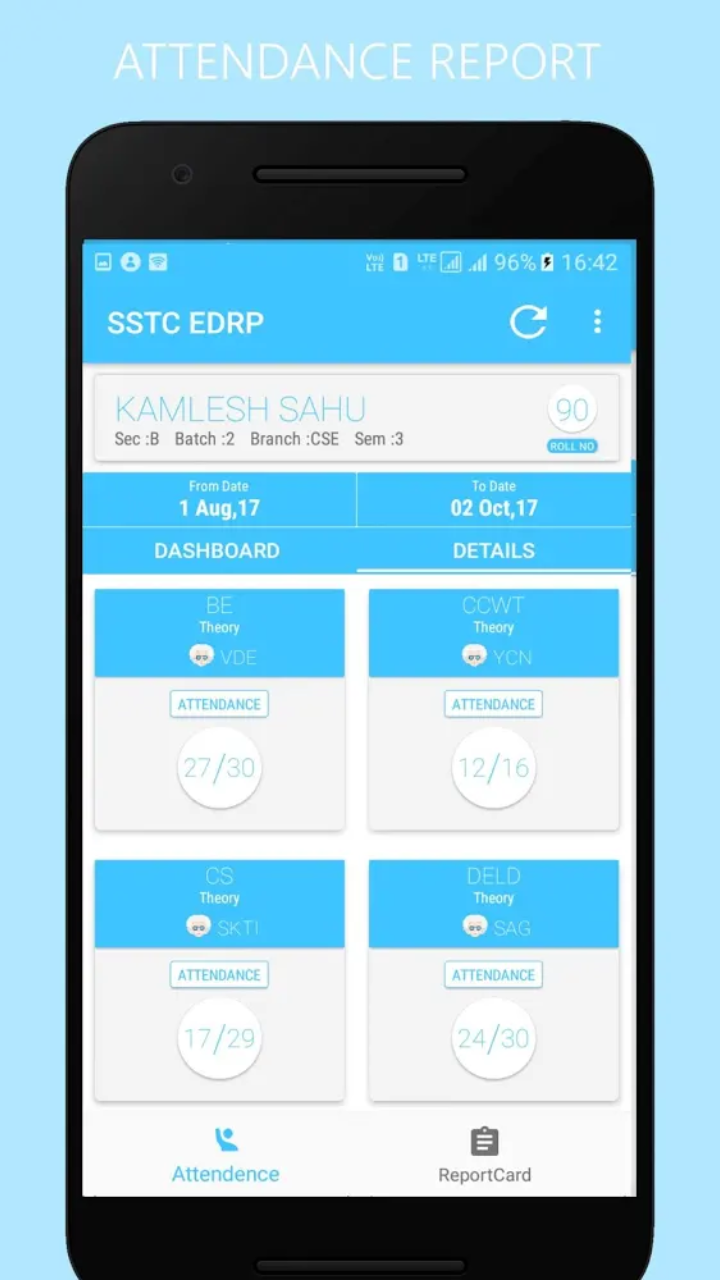 ATTENDANCE REPORT
Vo)) LTE 1 LTE 96% 16:42
SSTC EDRP
KAMLESH SAHU
90
Sec :B Batch :2 Branch :CSE Sem :3
ROLL NO
From Date To Date
1 Aug,17 02 Oct,17
DASHBOARD DETAILS
BE CCWT
Theory Theory
VDE YCN
ATTENDANCE ATTENDANCE
27/30 12/16
CS DELD
Theory Theory
SKTI SAG
ATTENDANCE ATTENDANCE
17/29 24/30
Attendence ReportCard